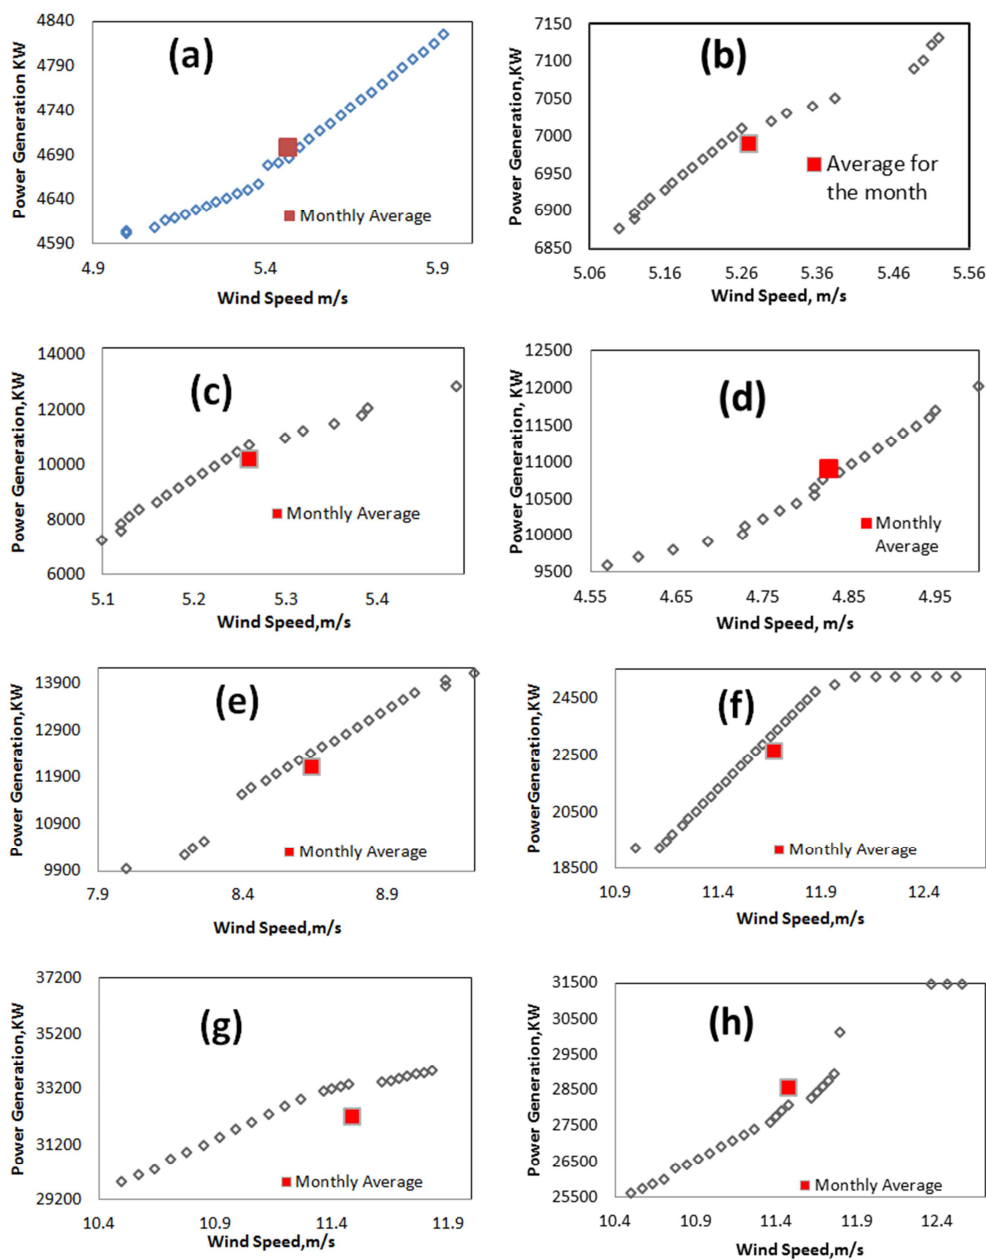 4840
4790
4740
4690
4640
4590
Power Generation KW
(a)
Monthly Average
4.9
5.4
5.9
Wind Speed m/s
7150
7100
7050
7000
6950
6900
6850
Power Generation,KW
(b)
Average for
the month
5.06
5.16
5.26
5.36
5.46
5.56
Wind Speed, m/s
14000
12000
10000
8000
6000
Power Generation,KW
(c)
Monthly Average
5.1
5.2
5.3
5.4
Wind Speed,m/s
12500
12000
11500
11000
10500
10000
9500
Power Generation, KW
(d)
Monthly
Average
4.55
4.65
4.75
4.85
4.95
Wind Speed, m/s
13900
12900
11900
10900
9900
Power Generation,KW
(e)
Monthly Average
7.9
8.4
8.9
Wind Speed,m/s
24500
22500
20500
18500
PowerGeneration,KW
(f)
Monthly Average
10.9
11.4
11.9
12.4
Wind Speed,m/s
37200
35200
33200
31200
29200
Power Generation,KW
(g)
Monthly Average
10.4
10.9
11.4
11.9
Wind Speed,m/s
31500
30500
29500
28500
27500
26500
25500
Power Generation,KW
(h)
Monthly Average
10.4
10.9
11.4
11.9
12.4
Wind Speed,m/s